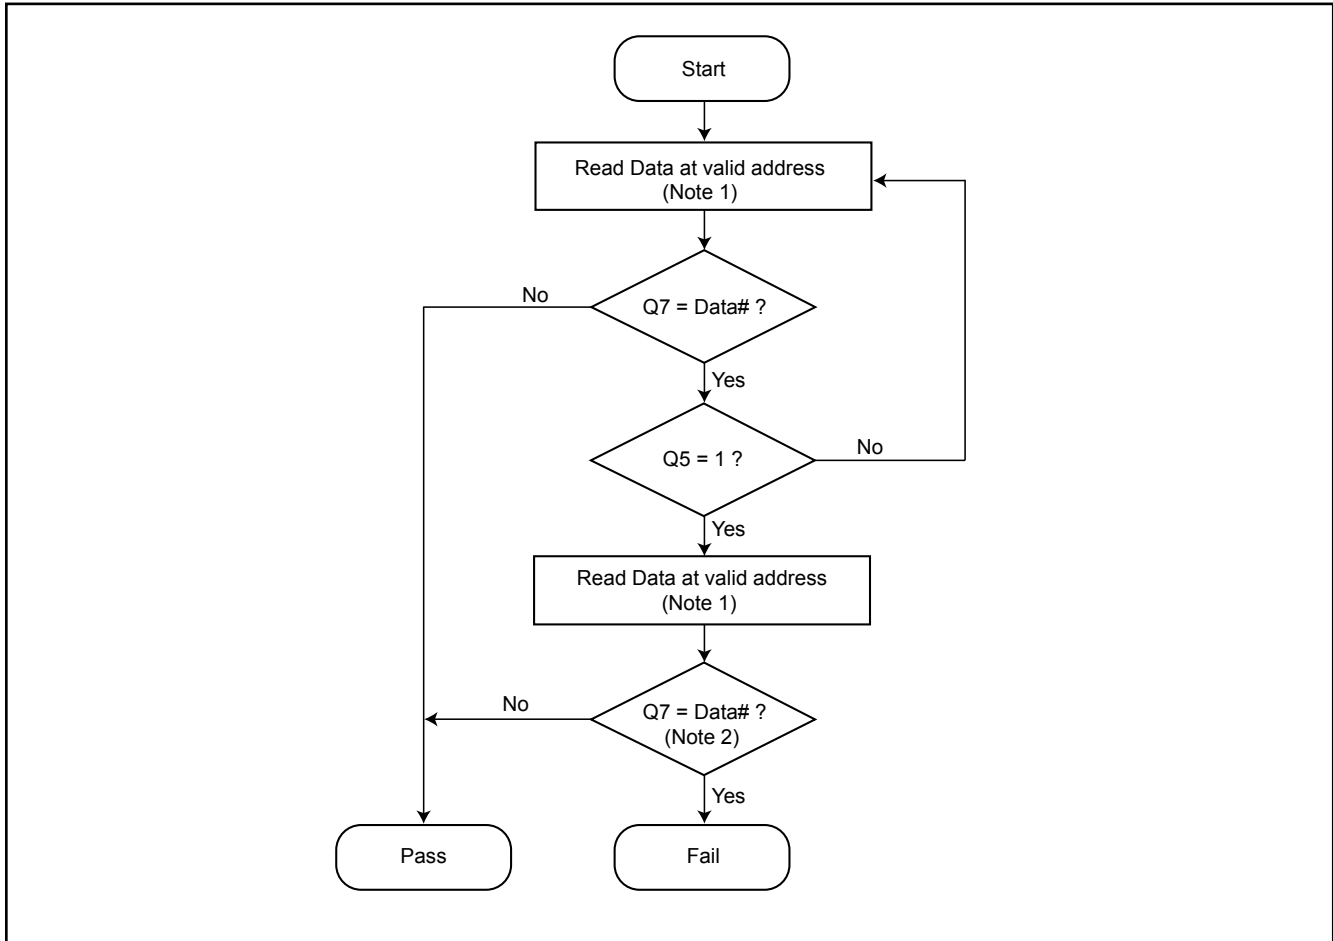 Start
Read Data at valid address
(Note 1)
No
Q7 = Data# ?
Yes
Q5 = 1 ?
No
Yes
Read Data at valid address
(Note 1)
No
Q7 = Data# ?
(Note 2)
Yes
Pass
Fail